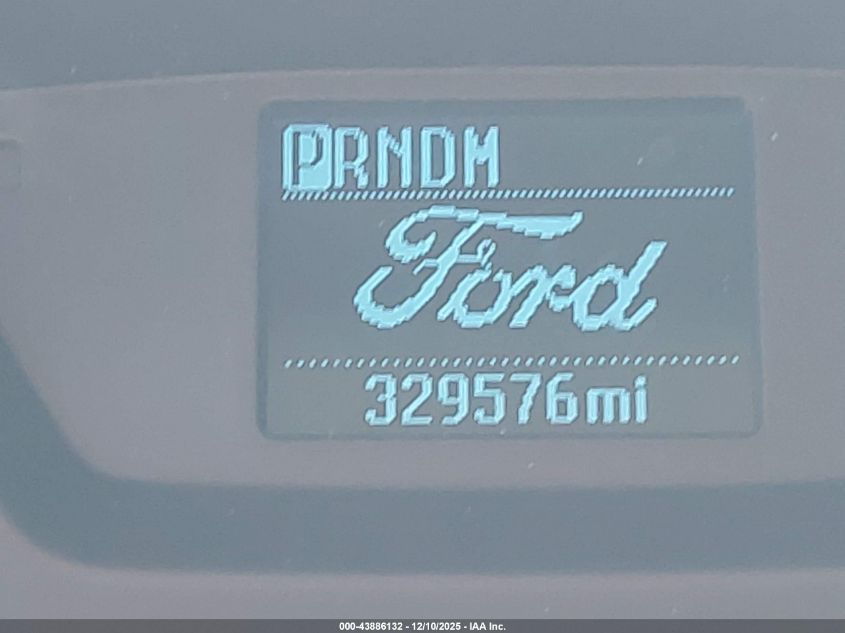 PRNDM
Ford
329576mi
000-43886132 - 12/10/2025 - IAA Inc.